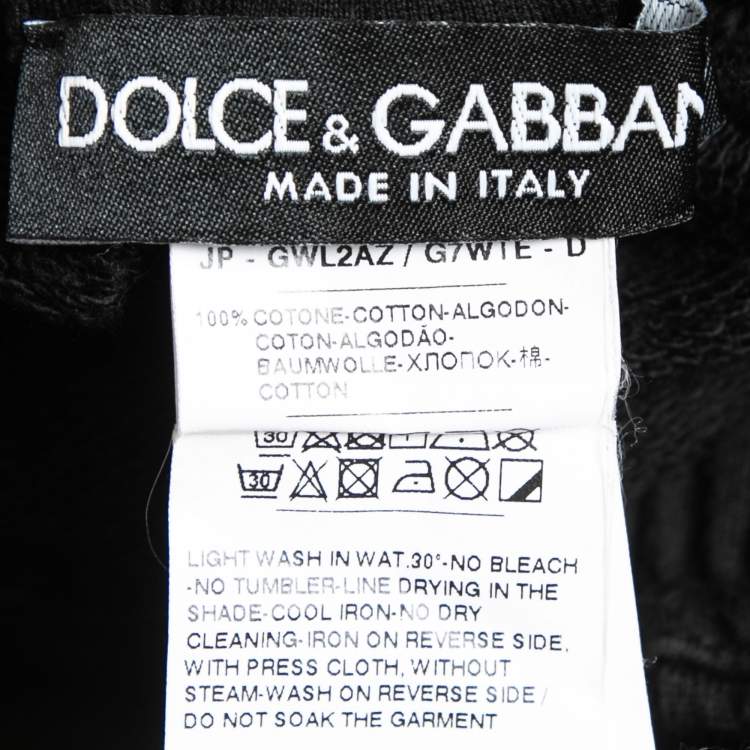 DOLCE & GABBAN
MADE IN ITALY
JP - GWL2AZ / G7W1E - D
100% COTONE-COTTON-ALGODON-
COTON-ALGODÃO-
BAUMWOLLE-ХЛОПОК-棉-
COTTON
30
30
LIGHT WASH IN WAT.30°-NO BLEACH
-NO TUMBLER-LINE DRYING IN THE
SHADE-COOL IRON-NO DRY
CLEANING-IRON ON REVERSE SIDE,
WITH PRESS CLOTH, WITHOUT
STEAM-WASH ON REVERSE SIDE /
DO NOT SOAK THE GARMENT